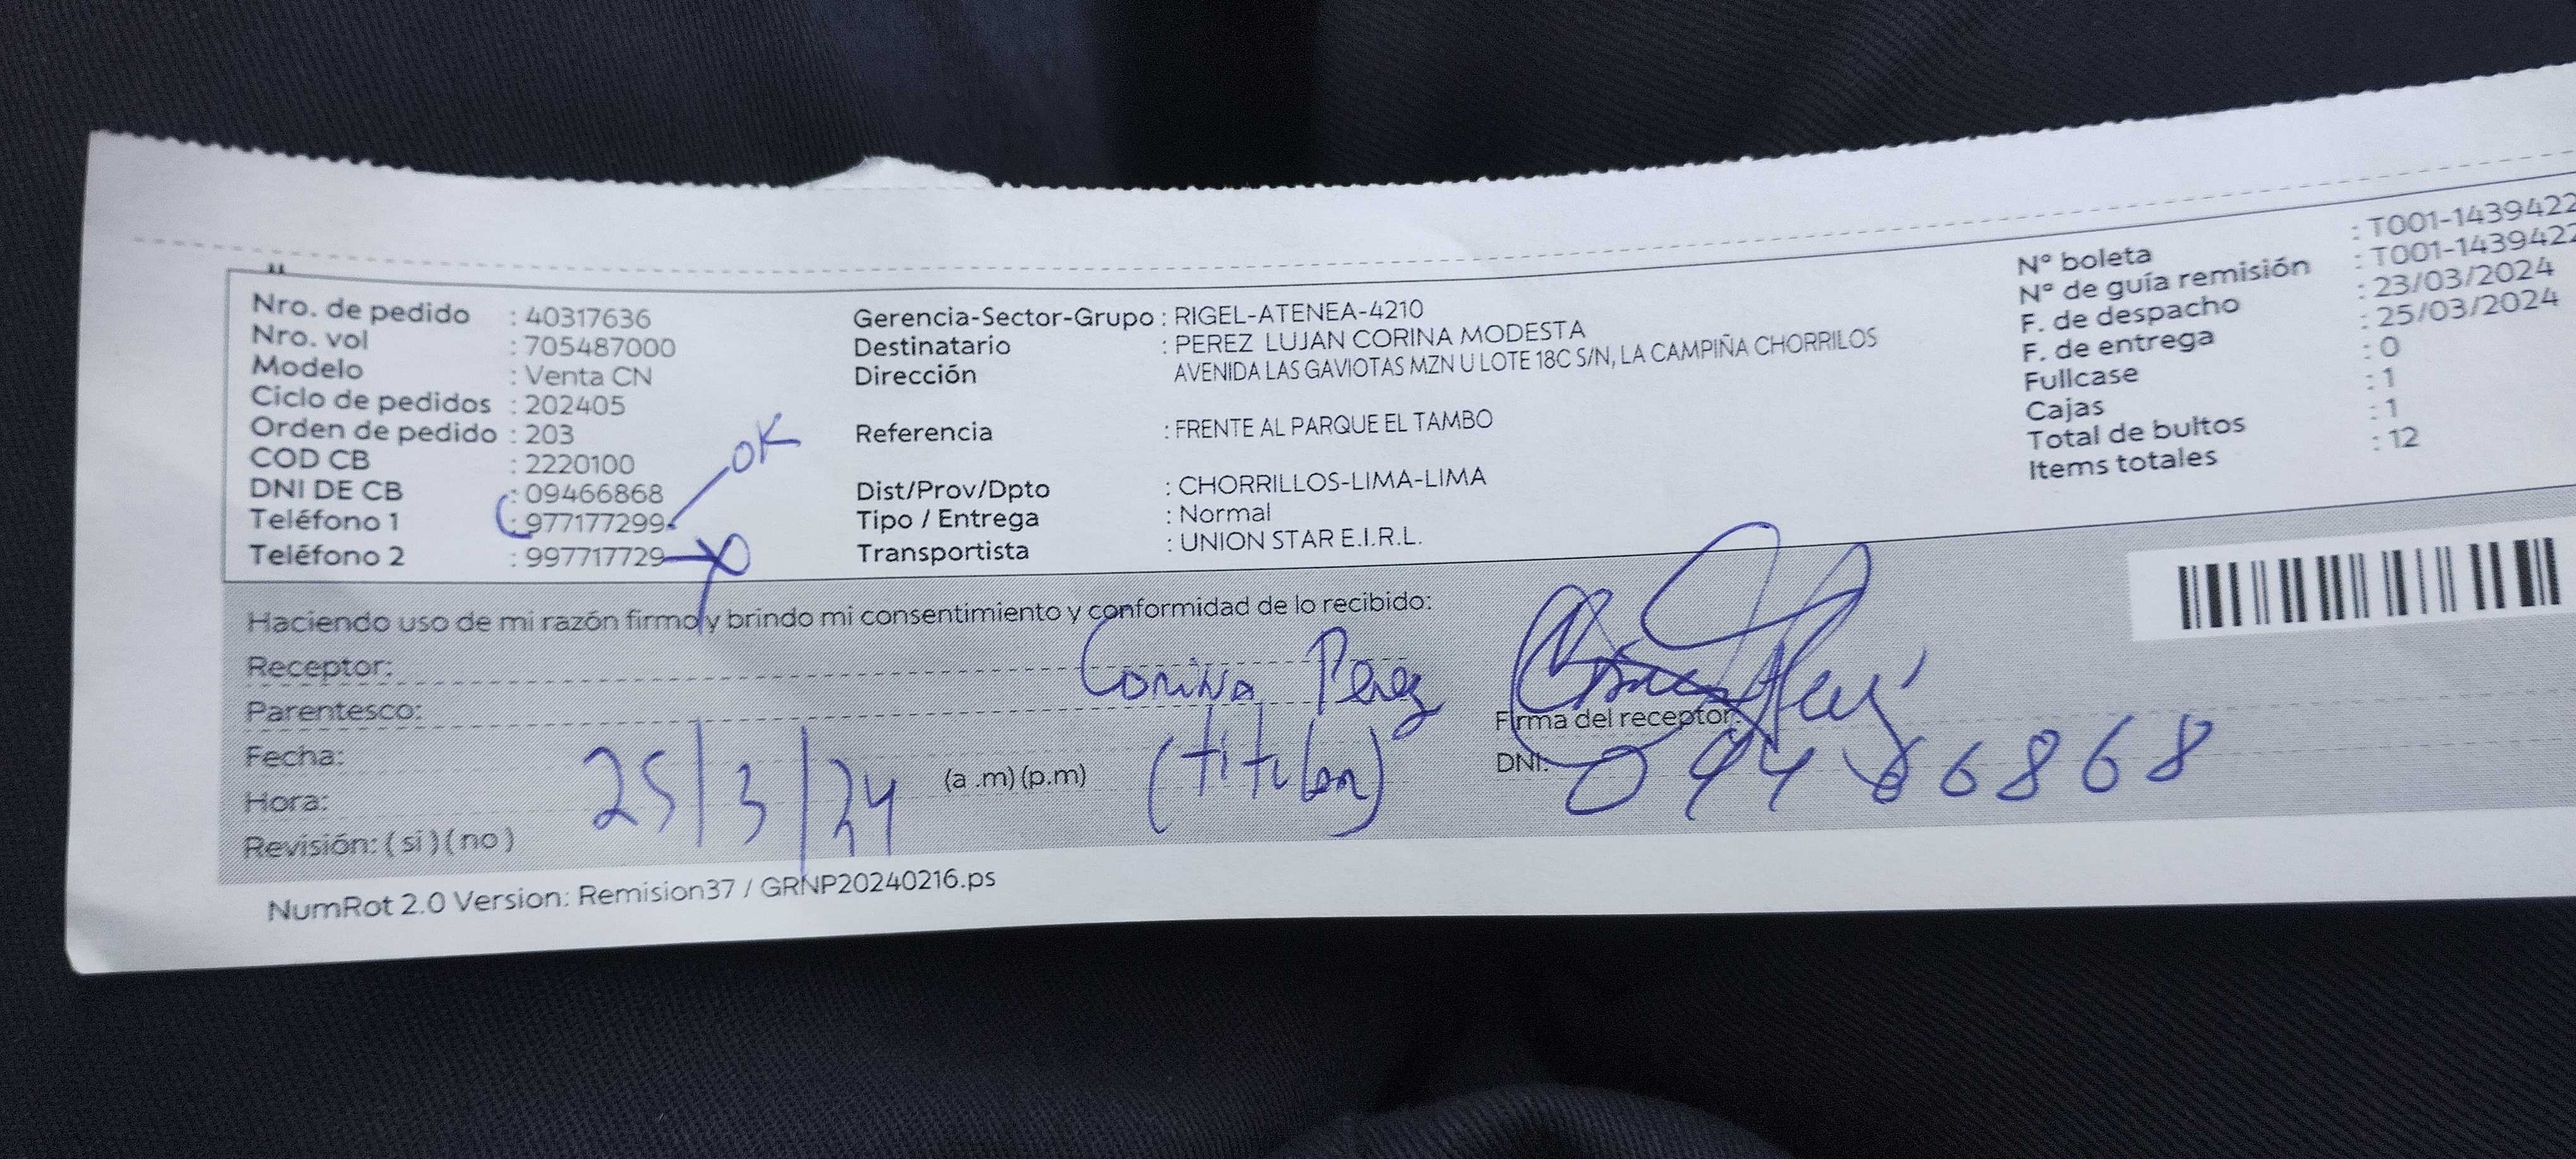 Nro. de pedido : 40317636
Nro. vol : 705487000
Modelo : Venta CN
Ciclo de pedidos : 202405
Orden de pedido : 203
COD CB : 2220100
DNI DE CB : 09466868
Teléfono 1 : 977177299 OK
Teléfono 2 : 997717729
Gerencia-Sector-Grupo : RIGEL-ATENEA-4210
Destinatario : PEREZ LUJAN CORINA MODESTA
Dirección AVENIDA LAS GAVIOTAS MZN U LOTE 18C S/N, LA CAMPIÑA CHORRILOS
Referencia : FRENTE AL PARQUE EL TAMBO
Dist/Prov/Dpto : CHORRILLOS-LIMA-LIMA
Tipo / Entrega : Normal
Transportista : UNION STAR E.I.R.L.
Nº boleta : T001-1439422
Nº de guía remisión : T001-1439422
F. de despacho : 23/03/2024
F. de entrega : 25/03/2024
Fullcase : 0
Cajas : 1
Total de bultos : 1
Items totales : 12
Haciendo uso de mi razón firmo y brindo mi consentimiento y conformidad de lo recibido:
Receptor: Corina Perez
Parentesco: (titular)
Fecha: 25/3/24
Hora: (a .m) (p.m)
Revisión: ( si ) ( no )
Firma del receptor:
DNI: 09466868
NumRot 2.0 Version: Remision37 / GRNP20240216.ps